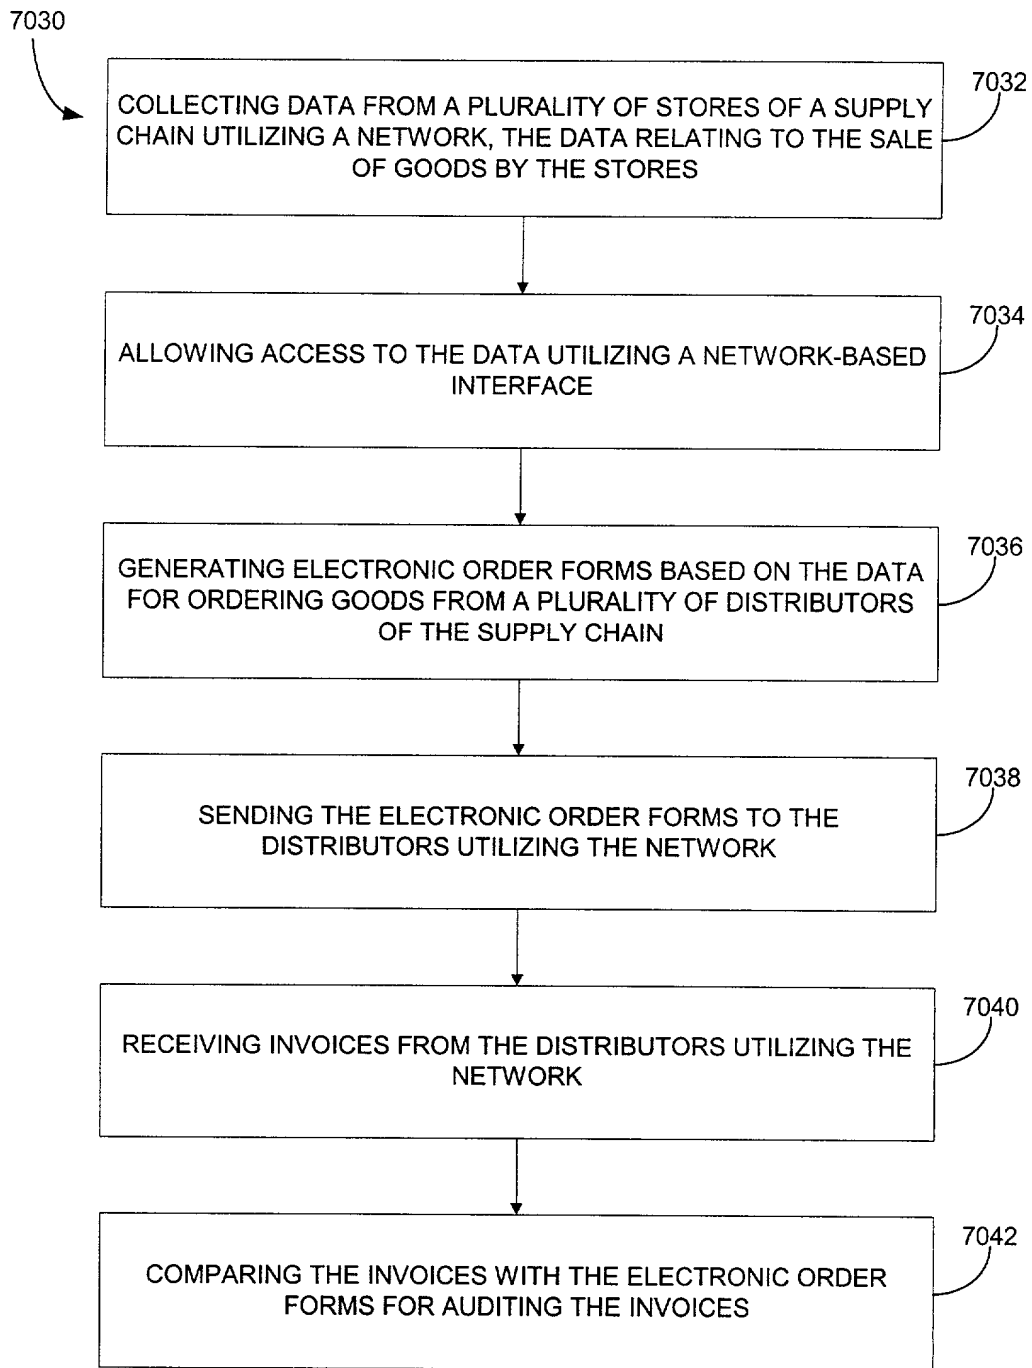 7030
7032
COLLECTING DATA FROM A PLURALITY OF STORES OF A SUPPLY
CHAIN UTILIZING A NETWORK, THE DATA RELATING TO THE SALE
OF GOODS BY THE STORES
7034
ALLOWING ACCESS TO THE DATA UTILIZING A NETWORK-BASED
INTERFACE
7036
GENERATING ELECTRONIC ORDER FORMS BASED ON THE DATA
FOR ORDERING GOODS FROM A PLURALITY OF DISTRIBUTORS
OF THE SUPPLY CHAIN
7038
SENDING THE ELECTRONIC ORDER FORMS TO THE
DISTRIBUTORS UTILIZING THE NETWORK
7040
RECEIVING INVOICES FROM THE DISTRIBUTORS UTILIZING THE
NETWORK
7042
COMPARING THE INVOICES WITH THE ELECTRONIC ORDER
FORMS FOR AUDITING THE INVOICES